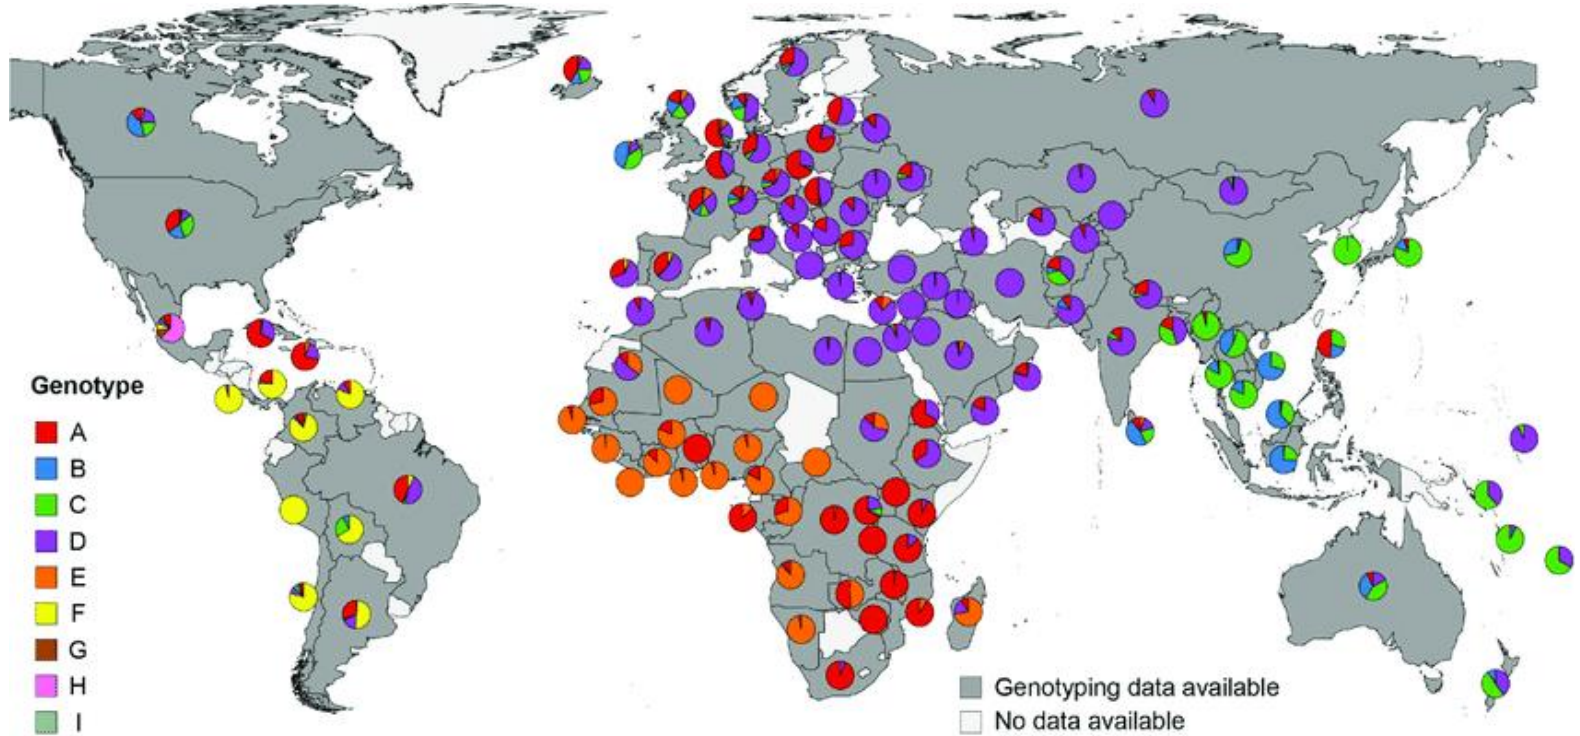 Genotype
A
B
C
D
E
F
G
H
I
Genotyping data available
No data available